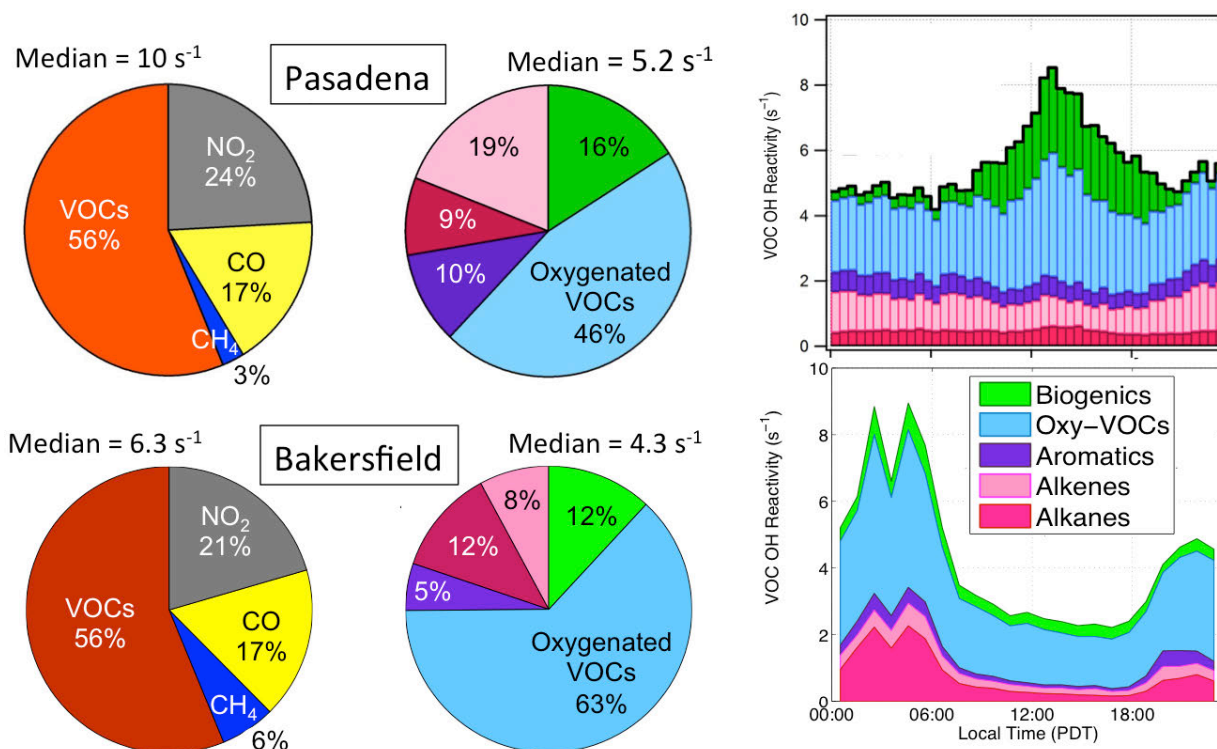 Median = 10 s-1
Pasadena
Median = 5.2 s-1
NO2
24%
VOCs
56%
CO
17%
CH4
3%
19%
16%
9%
10%
Oxygenated
VOCs
46%
10
8
6
4
2
0
VOC OH Reactivity (s-1)
Median = 6.3 s-1
Bakersfield
Median = 4.3 s-1
NO2
21%
VOCs
56%
CO
17%
CH4
6%
8%
12%
12%
5%
Oxygenated
VOCs
63%
10
8
6
4
2
0
VOC OH Reactivity (s-1)
Biogenics
Oxy-VOCs
Aromatics
Alkenes
Alkanes
00:00 06:00 12:00 18:00
Local Time (PDT)